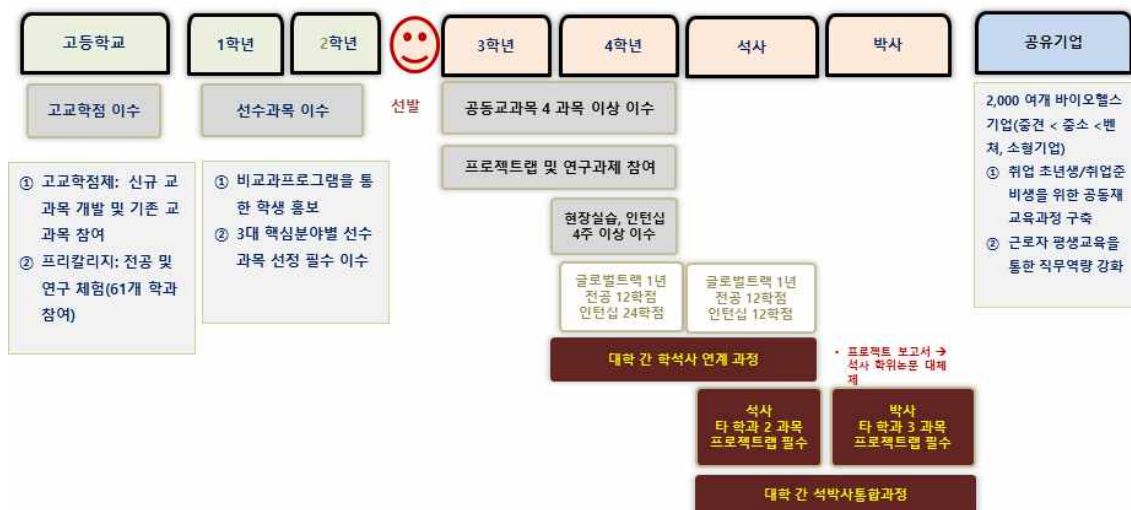 고등학교
1학년
2학년
3학년
4학년
석사
박사
공유기업
고교학점 이수
선수과목 이수
선발
공동교과목 4 과목 이상 이수
프로젝트랩 및 연구과제 참여
현장실습, 인턴십
4주 이상 이수
① 고교학점제: 신규 교
과목 개발 및 기존 교
과목 참여
② 프리칼리지: 전공 및
연구 체험(61개 학과
참여)
① 비교과프로그램을 통
한 학생 홍보
② 3대 핵심분야별 선수
과목 선정 필수 이수
글로벌트랙 1년
전공 12학점
인턴십 24학점
글로벌트랙 1년
전공 12학점
인턴십 12학점
대학 간 학석사 연계 과정
• 프로젝트 보고서 →
석사 학위논문 대체
제
석사
타 학과 2 과목
프로젝트랩 필수
박사
타 학과 3 과목
프로젝트랩 필수
대학 간 석박사통합과정
2,000 여개 바이오헬스
기업(중견 < 중소 <벤
쳐, 소형기업)
① 취업 초년생/취업준
비생을 위한 공동재
교육과정 구축
② 근로자 평생교육을
통한 직무역량 강화